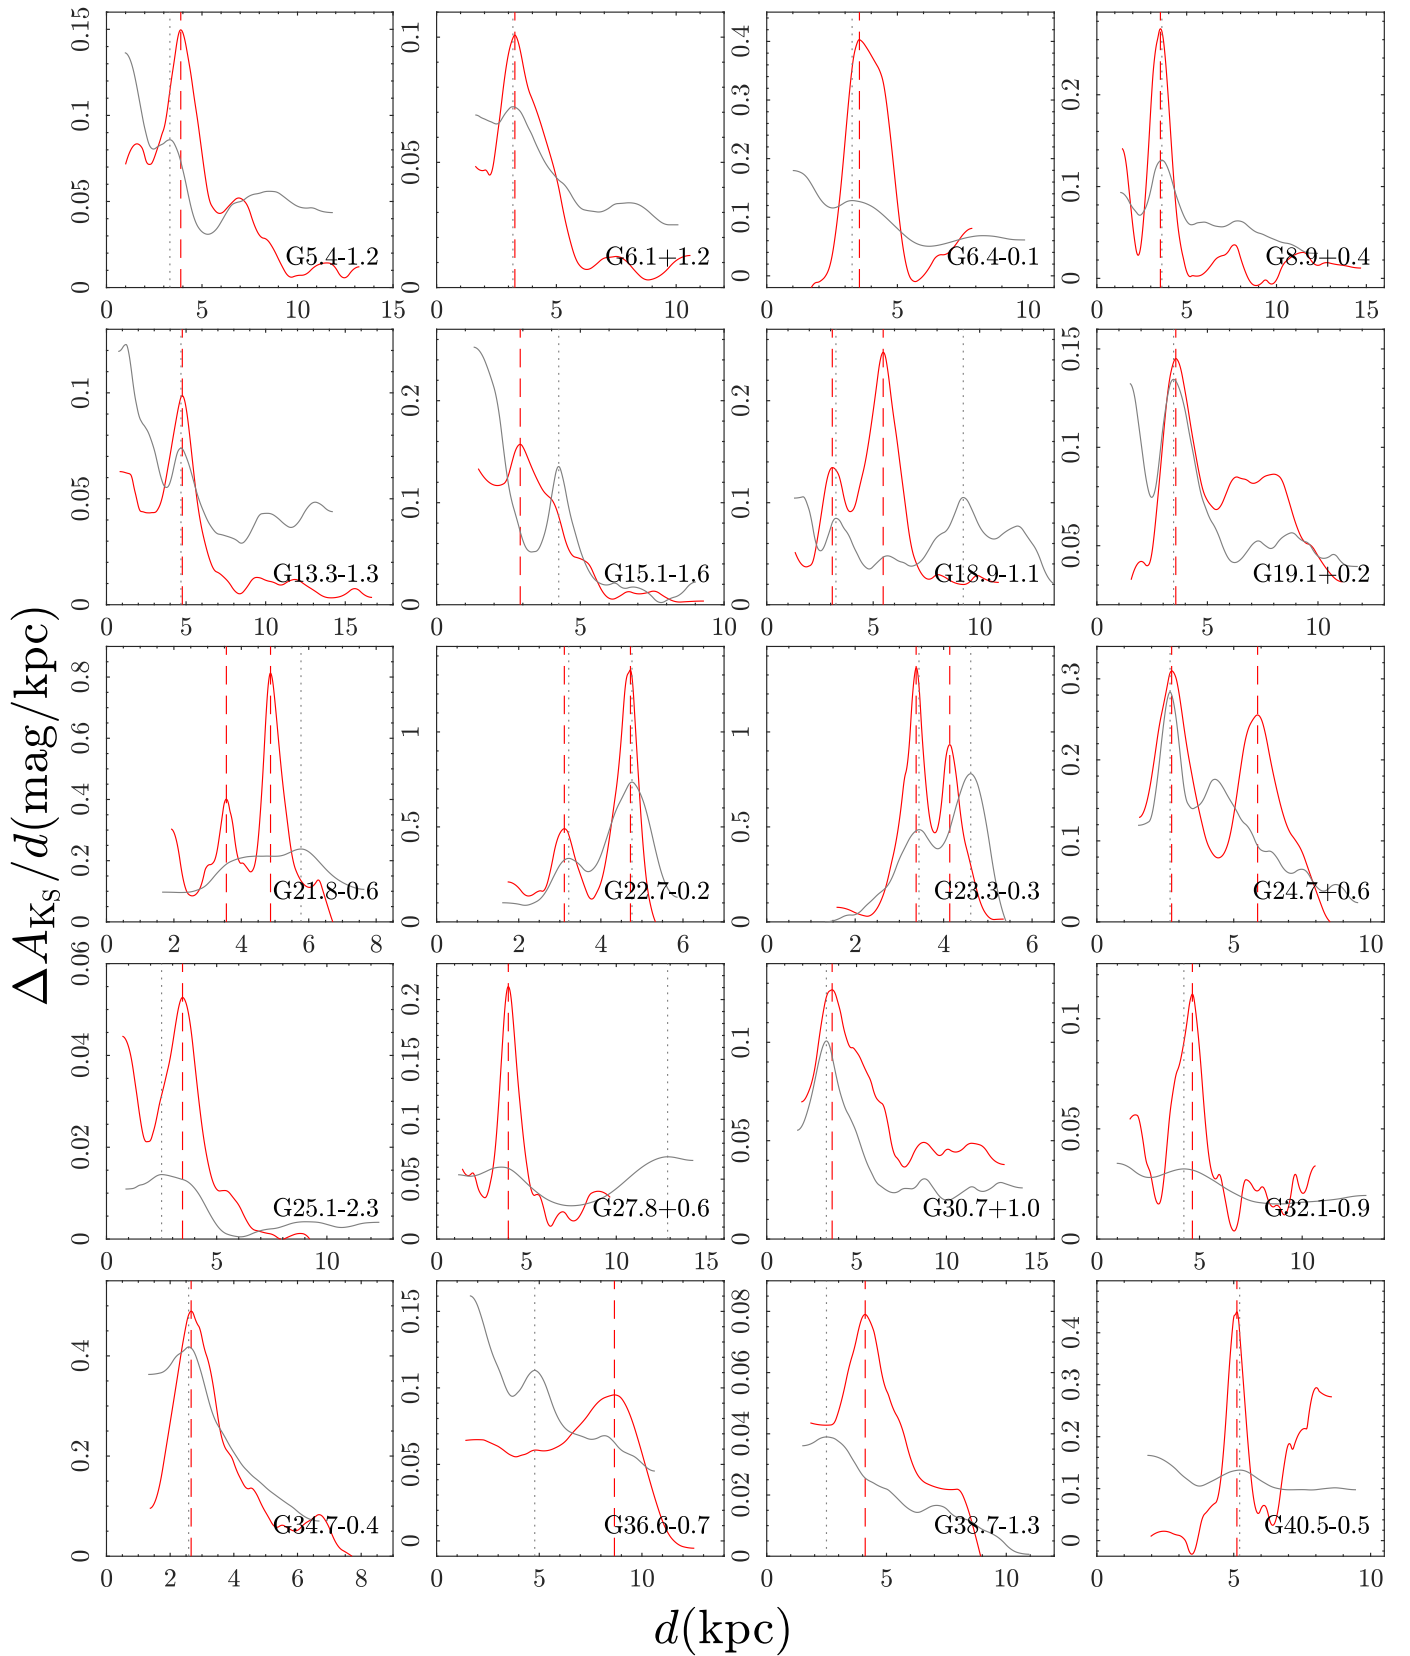 ΔA_Ks/d(mag/kpc)
0 0.05 0.1 0.15
G5.4-1.2
0 5 10 15
0 0.05 0.1
G6.1+1.2
0 5 10
0 0.1 0.2 0.3 0.4
G6.4-0.1
0 5 10
0 0.1 0.2
G8.9+0.4
0 5 10 15
0 0.05 0.1
G13.3-1.3
0 5 10 15
0 0.1 0.2
G15.1-1.6
0 5 10
0 0.1 0.2
G18.9-1.1
0 5 10
0.05 0.1 0.15
G19.1+0.2
0 5 10
0 0.2 0.4 0.6 0.8
G21.8-0.6
0 2 4 6 8
0 0.5 1
G22.7-0.2
0 2 4 6
0 0.5 1
G23.3-0.3
0 2 4 6
0 0.1 0.2 0.3
G24.7+0.6
0 5 10
0 0.02 0.04 0.06
G25.1-2.3
0 5 10
0 0.05 0.1 0.15 0.2
G27.8+0.6
0 5 10 15
0 0.05 0.1
G30.7+1.0
0 5 10 15
0 0.05 0.1
G32.1-0.9
0 5 10
0 0.2 0.4
G34.7-0.4
0 2 4 6 8
0 0.05 0.1 0.15
G36.6-0.7
0 5 10
0 0.02 0.04 0.06 0.08
G38.7-1.3
0 5 10
0 0.1 0.2 0.3 0.4
G40.5-0.5
0 5 10
d(kpc)